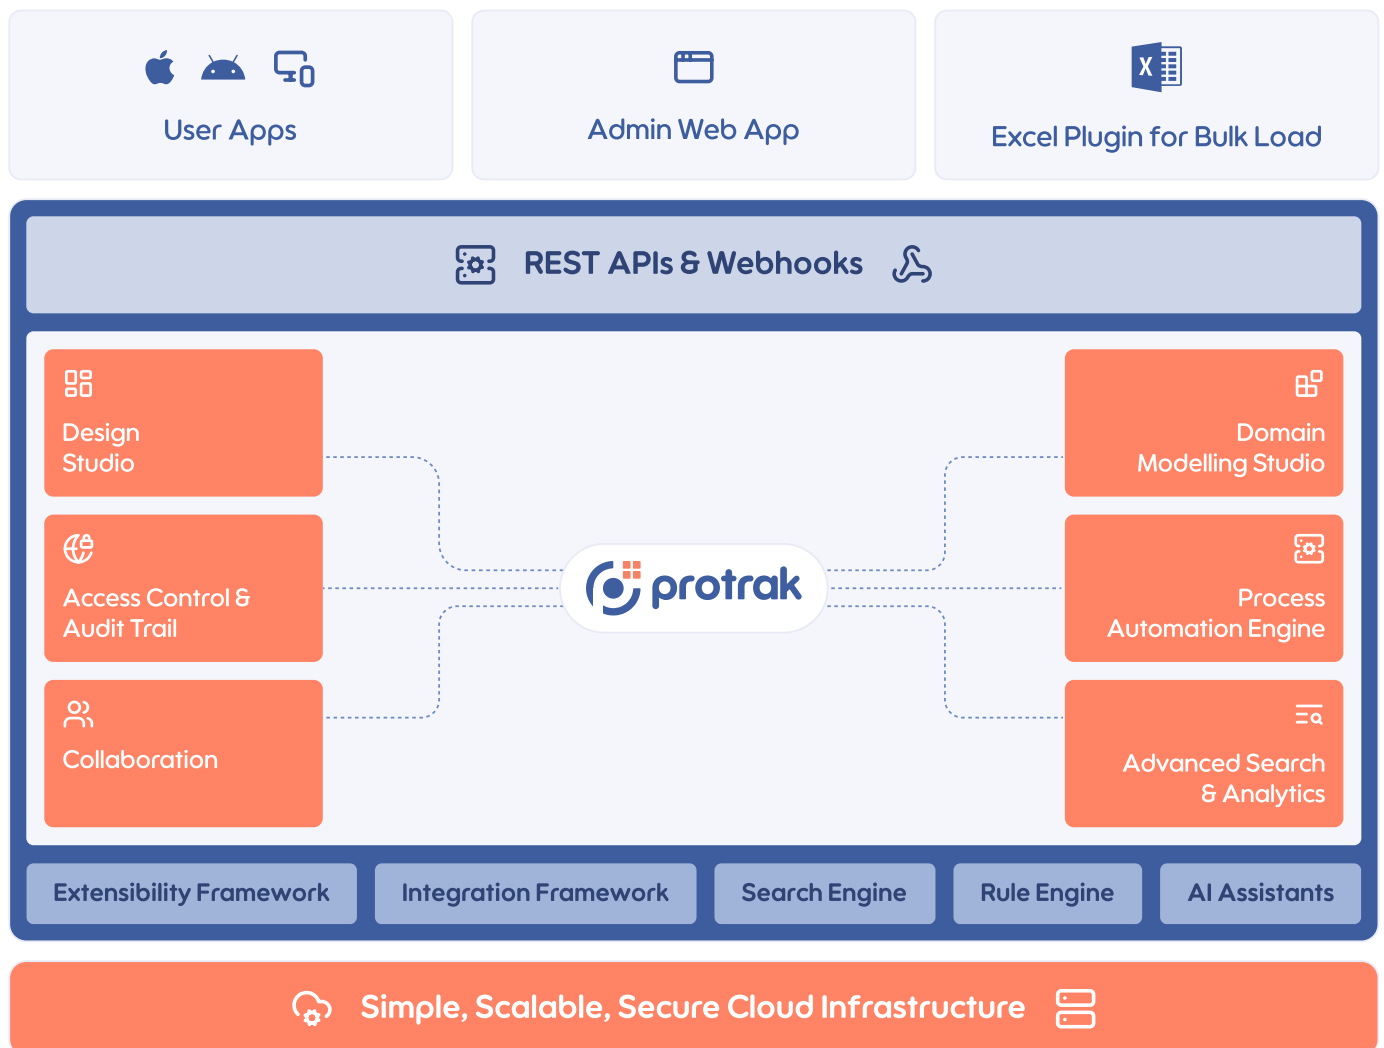 User Apps
Admin Web App
Excel Plugin for Bulk Load
REST APIs & Webhooks
Design
Studio
Domain
Modelling Studio
Access Control &
Audit Trail
protrak
Process
Automation Engine
Collaboration
Advanced Search
& Analytics
Extensibility Framework
Integration Framework
Search Engine
Rule Engine
AI Assistants
Simple, Scalable, Secure Cloud Infrastructure